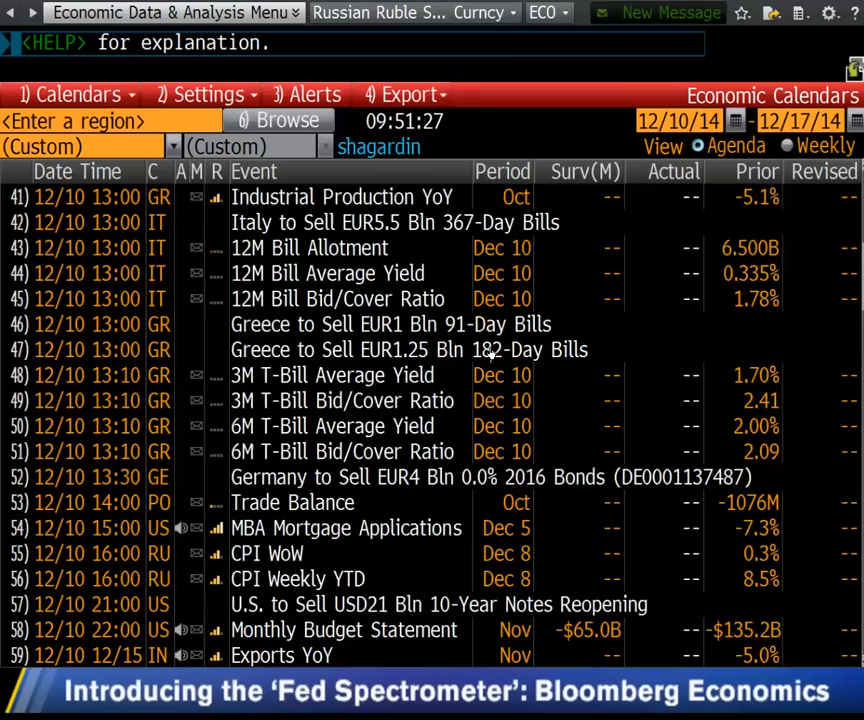 Economic Data & Analysis Menu Russian Ruble S... Curncy ECO New Message
<HELP> for explanation.
1) Calendars 2) Settings 3) Alerts 4) Export Economic Calendars
<Enter a region> 6) Browse 09:51:27 12/10/14 - 12/17/14
(Custom) (Custom) shagardin View Agenda Weekly
Date Time C A M R Event Period Surv(M) Actual Prior Revised
41) 12/10 13:00 GR Industrial Production YoY Oct -- -- -5.1% --
42) 12/10 13:00 IT Italy to Sell EUR5.5 Bln 367-Day Bills
43) 12/10 13:00 IT 12M Bill Allotment Dec 10 -- -- 6.500B --
44) 12/10 13:00 IT 12M Bill Average Yield Dec 10 -- -- 0.335% --
45) 12/10 13:00 IT 12M Bill Bid/Cover Ratio Dec 10 -- -- 1.78% --
46) 12/10 13:00 GR Greece to Sell EUR1 Bln 91-Day Bills
47) 12/10 13:00 GR Greece to Sell EUR1.25 Bln 182-Day Bills
48) 12/10 13:10 GR 3M T-Bill Average Yield Dec 10 -- -- 1.70% --
49) 12/10 13:10 GR 3M T-Bill Bid/Cover Ratio Dec 10 -- -- 2.41 --
50) 12/10 13:10 GR 6M T-Bill Average Yield Dec 10 -- -- 2.00% --
51) 12/10 13:10 GR 6M T-Bill Bid/Cover Ratio Dec 10 -- -- 2.09 --
52) 12/10 13:30 GE Germany to Sell EUR4 Bln 0.0% 2016 Bonds (DE0001137487)
53) 12/10 14:00 PO Trade Balance Oct -- -- -1076M --
54) 12/10 15:00 US MBA Mortgage Applications Dec 5 -- -- -7.3% --
55) 12/10 16:00 RU CPI WoW Dec 8 -- -- 0.3% --
56) 12/10 16:00 RU CPI Weekly YTD Dec 8 -- -- 8.5% --
57) 12/10 21:00 US U.S. to Sell USD21 Bln 10-Year Notes Reopening
58) 12/10 22:00 US Monthly Budget Statement Nov -$65.0B -- -$135.2B --
59) 12/10 12/15 IN Exports YoY Nov -- -- -5.0% --
Introducing the ‘Fed Spectrometer’: Bloomberg Economics